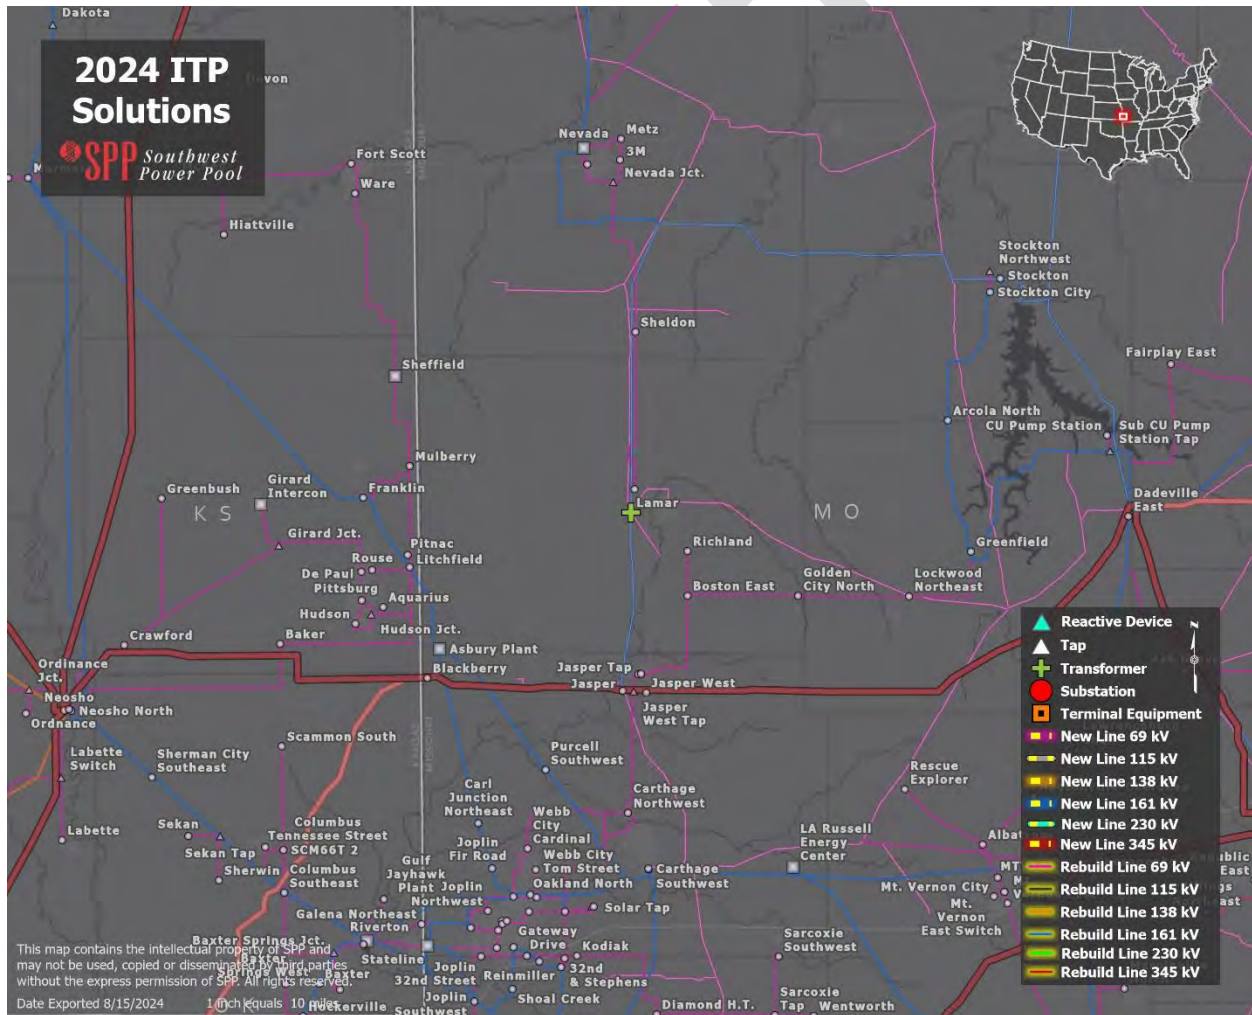 Dakota
2024 ITP
Solutions
SPP Southwest
Power Pool
Nevada
Metz
3M
Nevada Jct.
Fort Scott
Ware
Hiattville
Stockton
Northwest
Stockton
Stockton City
Sheldon
Sheffield
Fairplay East
Arcola North
CU Pump Station
Sub CU Pump
Station Tap
Mulberry
Girard
Intercon
Greenbush
Franklin
Lamar
K S
M O
Dadeville
East
Girard Jct.
Pitnac
Litchfield
Richland
Greenfield
Rouse
De Paul
Pittsburg
Aquarius
Boston East
Golden
City North
Lockwood
Northeast
Hudson
Hudson Jct.
Crawford
Baker
Asbury Plant
Blackberry
Jasper Tap
Jasper
Jasper West
Jasper
West Tap
Ordinance
Jct.
Neosho
Neosho North
Ordnance
KANSAS
MISSOURI
Labette
Switch
Sherman City
Southeast
Scammon South
Purcell
Southwest
Rescue
Explorer
Carl
Junction
Northeast
Carthage
Northwest
Webb
City
Cardinal
Labette
Sekan
Sekan Tap
Sherwin
Columbus
Tennessee Street
SCM66T 2
Columbus
Southeast
Joplin
Fir Road
Webb City
Tom Street
Oakland North
Gulf
Jayhawk
Plant
Joplin
Northwest
LA Russell
Energy
Center
Carthage
Southwest
Mt. Vernon City
Mt.
Vernon
East Switch
Solar Tap
Galena Northeast
Riverton
Gateway
Drive
Kodiak
Sarcoxie
Southwest
Baxter Springs Jct.
Baxter
Springs West
Baxter
Stateline
Joplin
32nd Street
Reinmiller
32nd
& Stephens
Shoal Creek
Hockerville
Joplin
Southwest
Diamond H.T.
Sarcoxie
Tap
Wentworth
Reactive Device
Tap
Transformer
Substation
Terminal Equipment
New Line 69 kV
New Line 115 kV
New Line 138 kV
New Line 161 kV
New Line 230 kV
New Line 345 kV
Rebuild Line 69 kV
Rebuild Line 115 kV
Rebuild Line 138 kV
Rebuild Line 161 kV
Rebuild Line 230 kV
Rebuild Line 345 kV
This map contains the intellectual property of SPP and
may not be used, copied or disseminated by third parties
without the express permission of SPP. All rights reserved.
Date Exported 8/15/2024
1 inch equals 10 miles